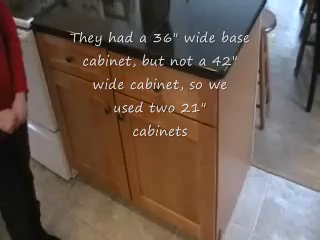 They had a 36" wide base
cabinet, but not a 42"
wide cabinet, so we
used two 21"
cabinets